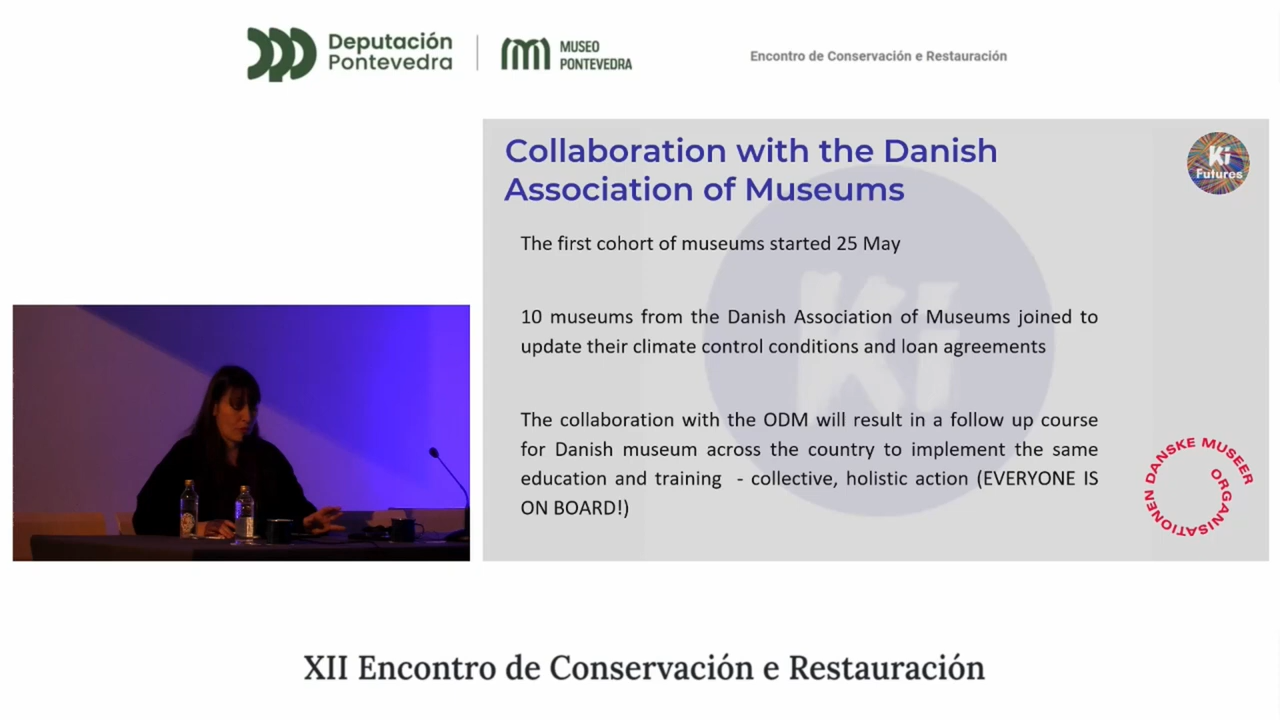 Deputación
Pontevedra
MUSEO
PONTEVEDRA
Encontro de Conservación e Restauración
Collaboration with the Danish
Association of Museums
Ki
Futures
The first cohort of museums started 25 May
10 museums from the Danish Association of Museums joined to
update their climate control conditions and loan agreements
Ki
The collaboration with the ODM will result in a follow up course
for Danish museum across the country to implement the same
education and training - collective, holistic action (EVERYONE IS
ON BOARD!)
ORGANISATIONEN DANSKE MUSEER
XII Encontro de Conservación e Restauración